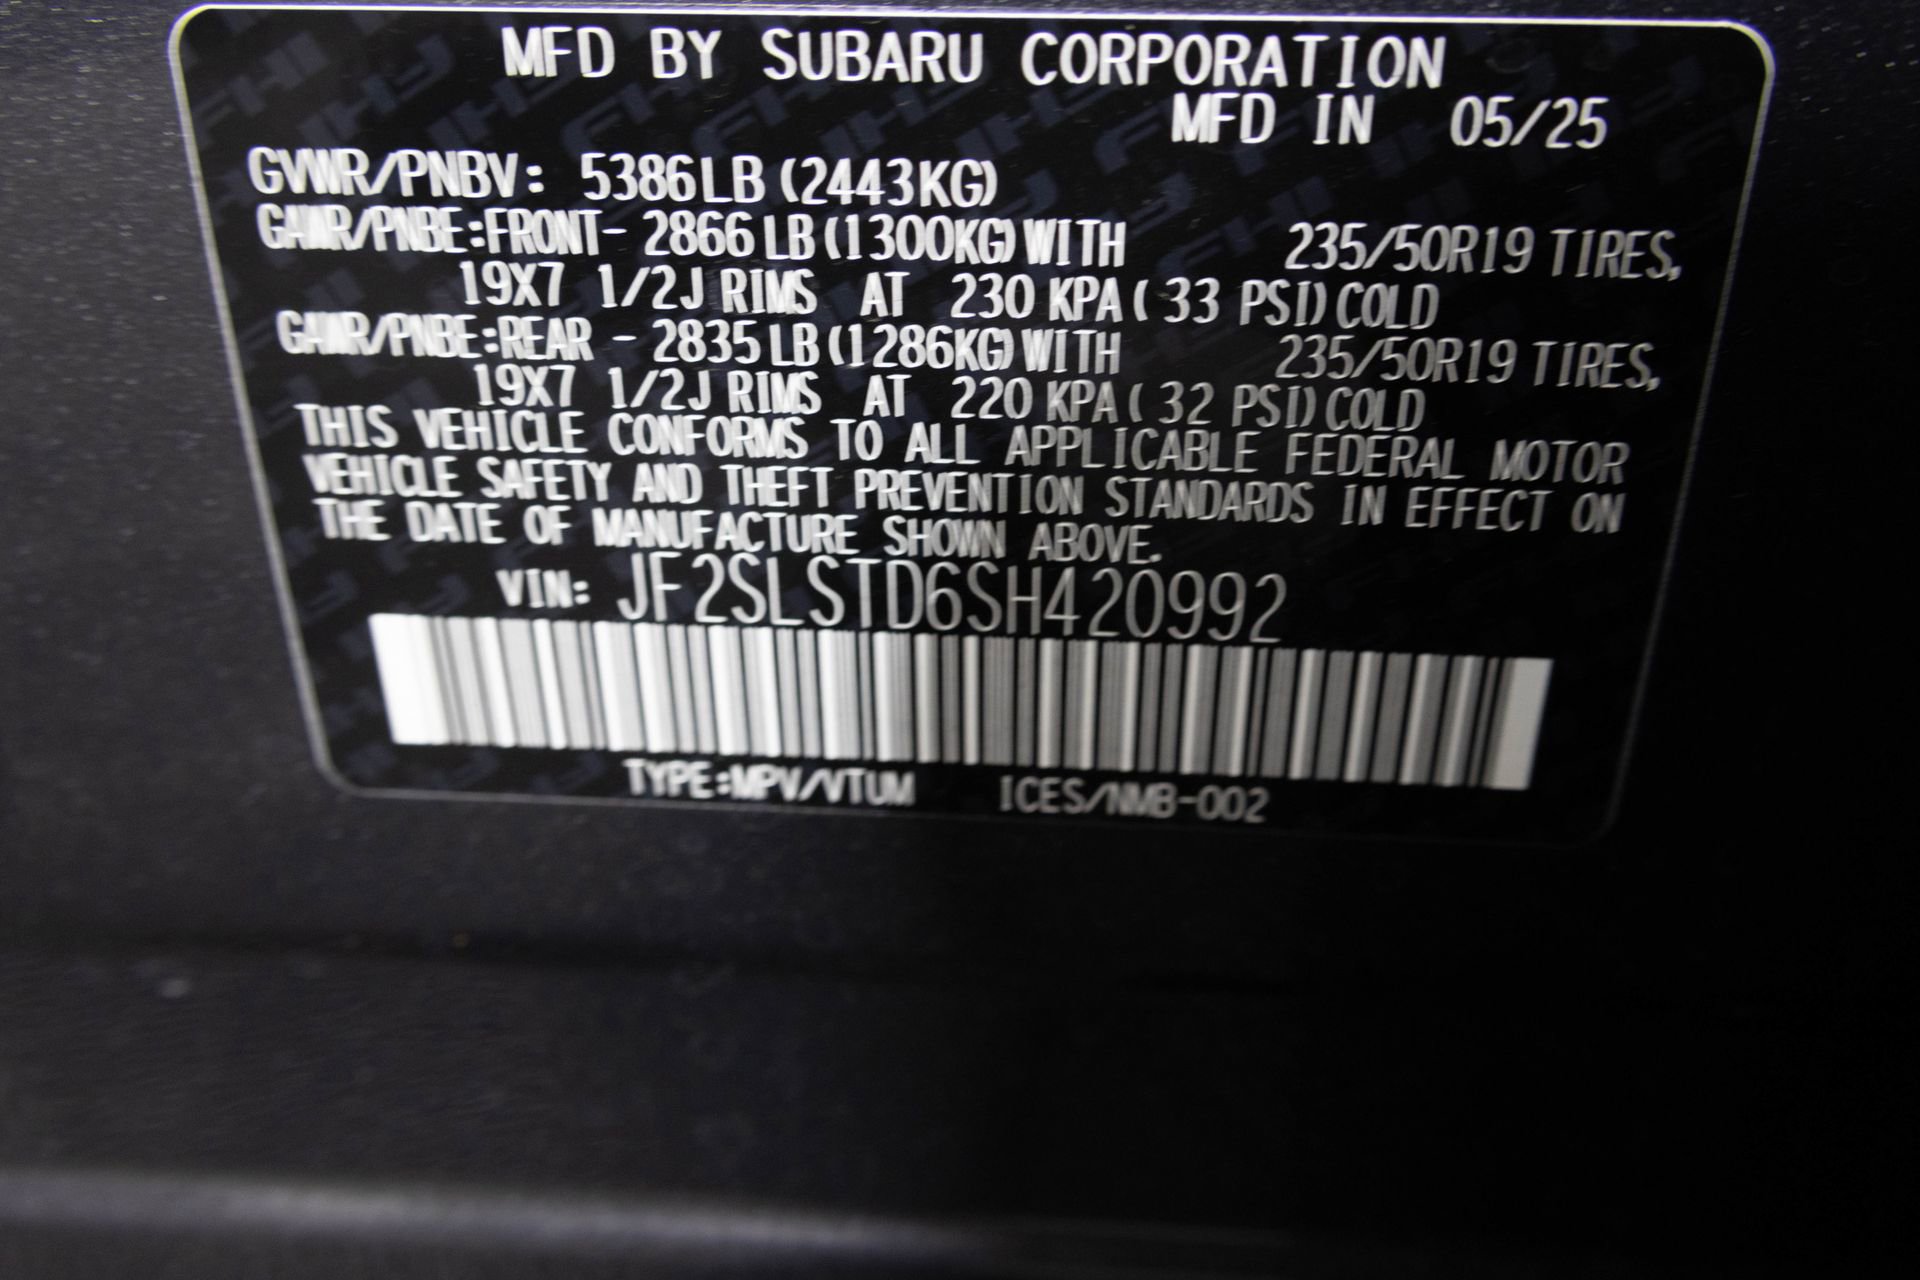 MFD BY SUBARU CORPORATION
MFD IN 05/25
GVWR/PNBV: 5386LB (2443KG)
GAWR/PNBE:FRONT- 2866 LB (1300KG) WITH 235/50R19 TIRES,
19X7 1/2J RIMS AT 230 KPA ( 33 PSI) COLD
GAWR/PNBE:REAR - 2835 LB (1286KG) WITH 235/50R19 TIRES,
19X7 1/2J RIMS AT 220 KPA ( 32 PSI) COLD
THIS VEHICLE CONFORMS TO ALL APPLICABLE FEDERAL MOTOR
VEHICLE SAFETY AND THEFT PREVENTION STANDARDS IN EFFECT ON
THE DATE OF MANUFACTURE SHOWN ABOVE.
VIN: JF2SLSTD6SH420992
TYPE:MPV/VTUM ICES/NMB-002